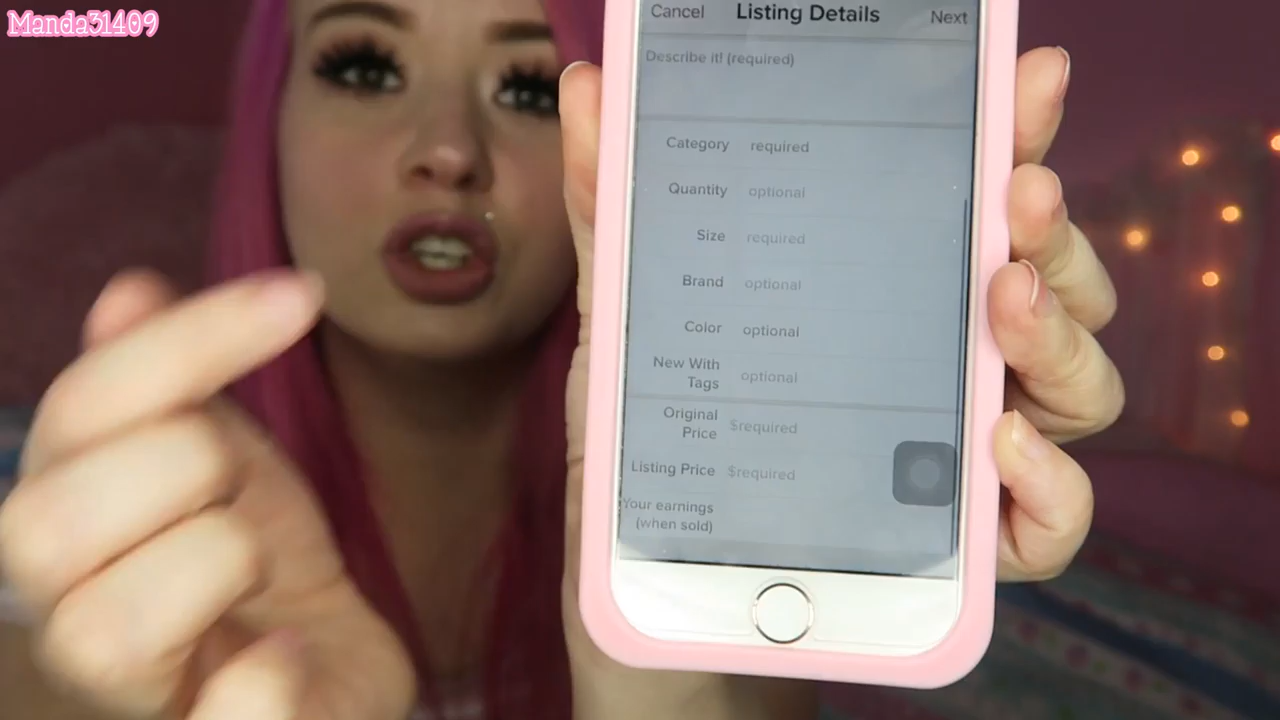 Manda31409
Cancel Listing Details Next
Describe it! (required)
Category required
Quantity optional
Size required
Brand optional
Color optional
New With
Tags optional
Original
Price $required
Listing Price $required
Your earnings
(when sold)